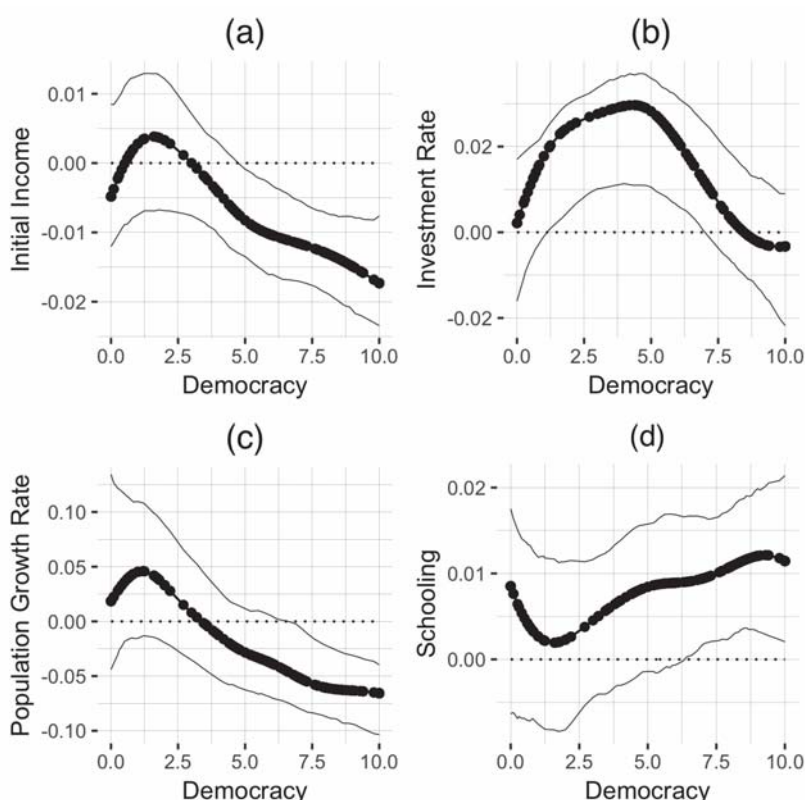 (a)
Initial Income
0.01
0.00
-0.01
-0.02
0.0 2.5 5.0 7.5 10.0
Democracy
(b)
Investment Rate
0.02
0.00
-0.02
0.0 2.5 5.0 7.5 10.0
Democracy
(c)
Population Growth Rate
0.10
0.05
0.00
-0.05
-0.10
0.0 2.5 5.0 7.5 10.0
Democracy
(d)
Schooling
0.02
0.01
0.00
0.0 2.5 5.0 7.5 10.0
Democracy